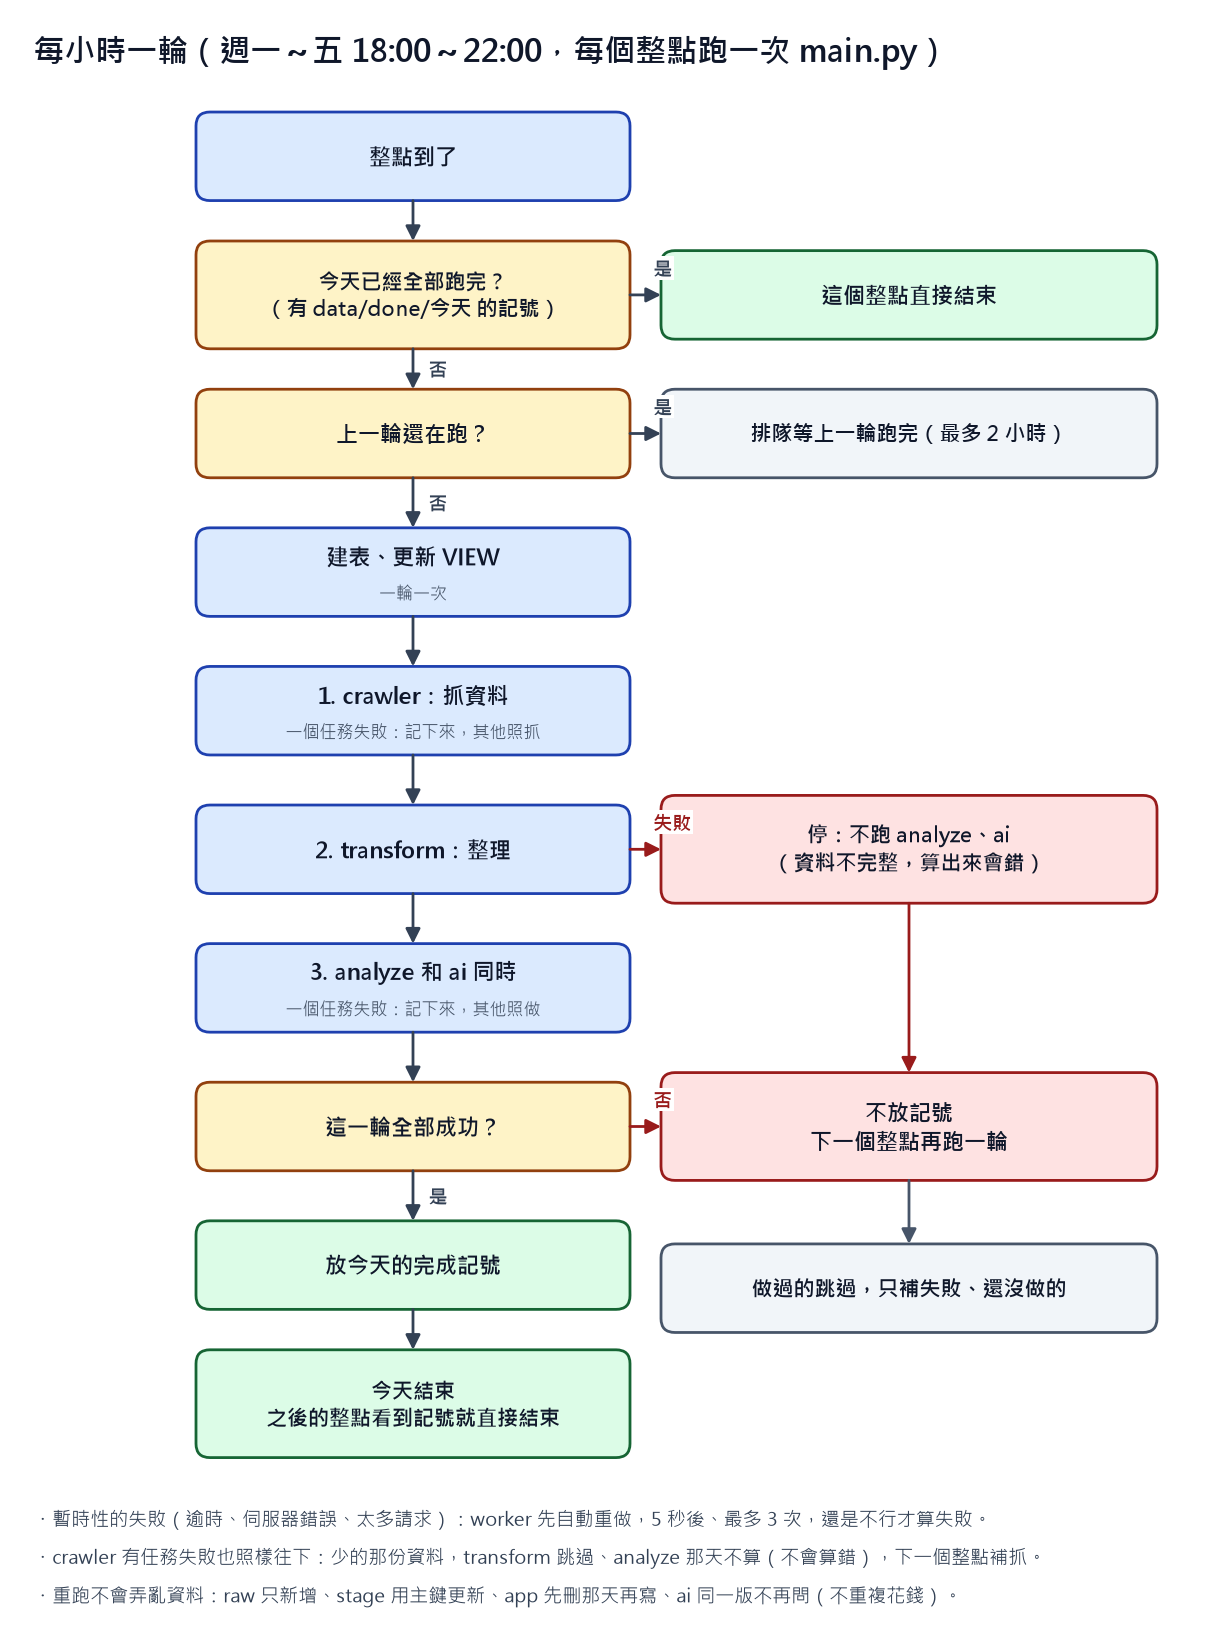 每小時一輪（週一～五 18:00～22:00，每個整點跑一次 main.py）
整點到了
今天已經全部跑完？
（有 data/done/今天 的記號）
是
這個整點直接結束
否
上一輪還在跑？
是
排隊等上一輪跑完（最多 2 小時）
否
建表、更新 VIEW
一輪一次
1. crawler：抓資料
一個任務失敗：記下來，其他照抓
2. transform：整理
失敗
停：不跑 analyze、ai
（資料不完整，算出來會錯）
3. analyze 和 ai 同時
一個任務失敗：記下來，其他照做
這一輪全部成功？
否
不放記號
下一個整點再跑一輪
是
放今天的完成記號
做過的跳過，只補失敗、還沒做的
今天結束
之後的整點看到記號就直接結束
· 暫時性的失敗（逾時、伺服器錯誤、太多請求）：worker 先自動重做，5 秒後、最多 3 次，還是不行才算失敗。
· crawler 有任務失敗也照樣往下：少的那份資料，transform 跳過、analyze 那天不算（不會算錯），下一個整點補抓。
· 重跑不會弄亂資料：raw 只新增、stage 用主鍵更新、app 先刪那天再寫、ai 同一版不再問（不重複花錢）。